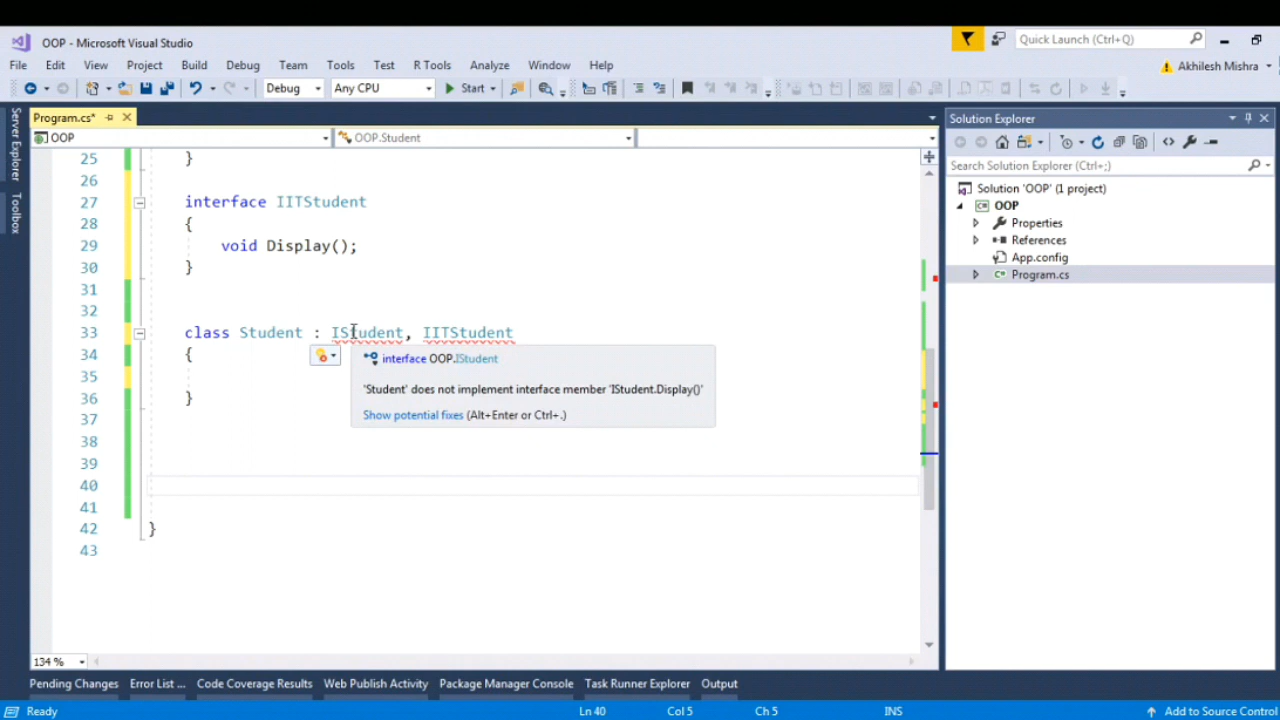 OOP - Microsoft Visual Studio
Quick Launch (Ctrl+Q)
File Edit View Project Build Debug Team Tools Test R Tools Analyze Window Help
Akhilesh Mishra
Debug Any CPU Start
Server Explorer
Toolbox
Program.cs*
OOP OOP.Student
25 }
26
27 interface IITStudent
28 {
29 void Display();
30 }
31
32
33 class Student : IStudent, IITStudent
34 {
35
36 }
37
38
39
40
41
42 }
43
interface OOP.IStudent
'Student' does not implement interface member 'IStudent.Display()'
Show potential fixes (Alt+Enter or Ctrl+.)
134 %
Solution Explorer
Search Solution Explorer (Ctrl+;)
Solution 'OOP' (1 project)
OOP
Properties
References
App.config
Program.cs
Pending Changes Error List ... Code Coverage Results Web Publish Activity Package Manager Console Task Runner Explorer Output
Ready Ln 40 Col 5 Ch 5 INS Add to Source Control